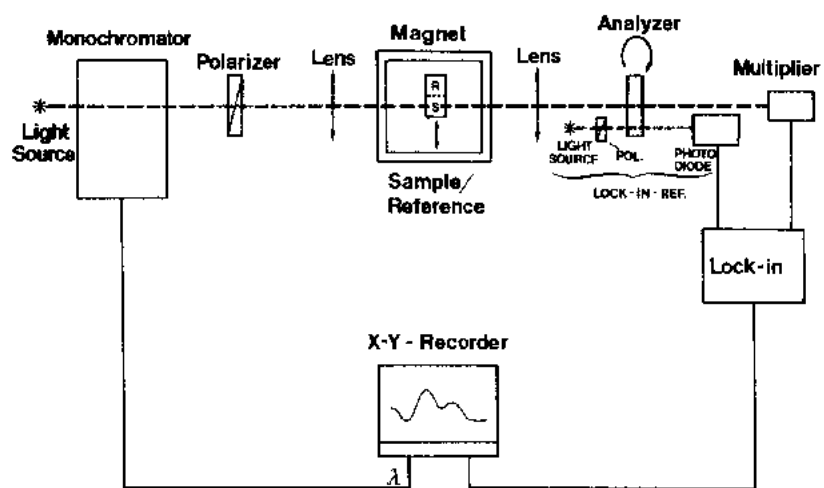 Monochromator
Polarizer
Lens
Magnet
Lens
Analyzer
Multiplier
R
S
Light
Source
LIGHT
SOURCE
POL.
PHOTO
DIODE
LOCK-IN-REF.
Sample/
Reference
Lock-in
X-Y-Recorder
λ